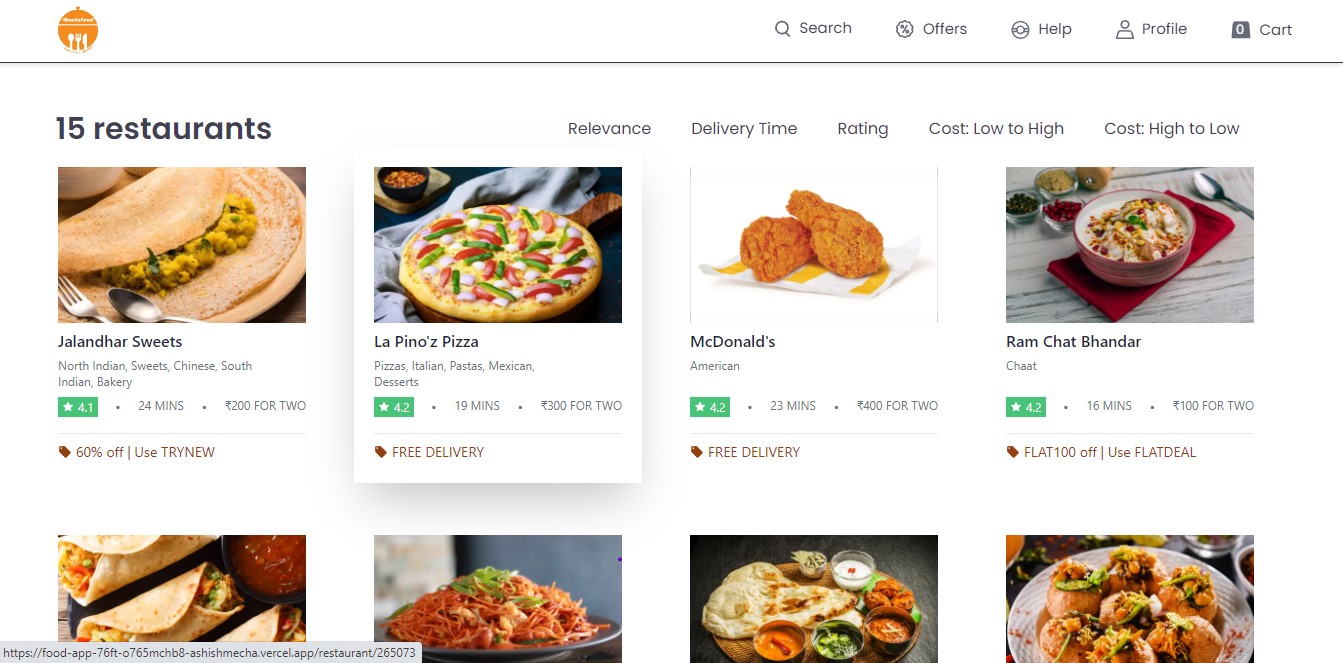 Instafood
Search
Offers
Help
Profile
0 Cart
15 restaurants
Relevance
Delivery Time
Rating
Cost: Low to High
Cost: High to Low
Jalandhar Sweets
North Indian, Sweets, Chinese, South
Indian, Bakery
4.1 • 24 MINS • ₹200 FOR TWO
60% off | Use TRYNEW
La Pino'z Pizza
Pizzas, Italian, Pastas, Mexican,
Desserts
4.2 • 19 MINS • ₹300 FOR TWO
FREE DELIVERY
McDonald's
American
4.2 • 23 MINS • ₹400 FOR TWO
FREE DELIVERY
Ram Chat Bhandar
Chaat
4.2 • 16 MINS • ₹100 FOR TWO
FLAT100 off | Use FLATDEAL
https://food-app-76ft-o765mchb8-ashishmecha.vercel.app/restaurant/265073